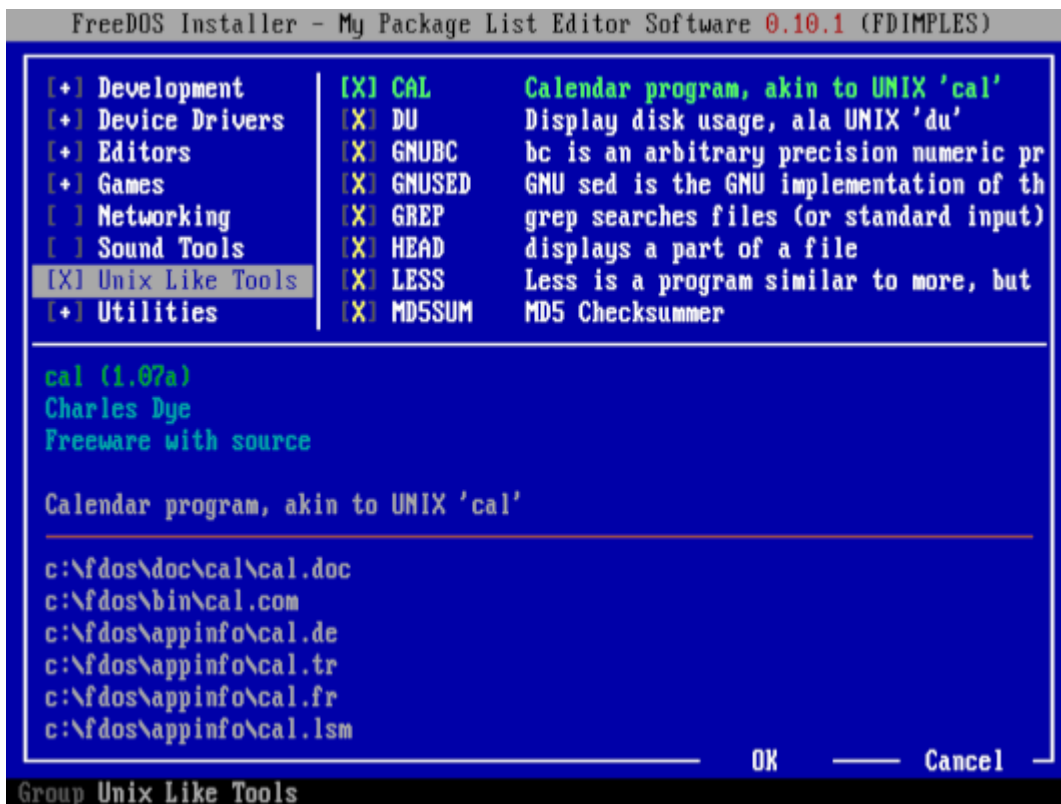 FreeDOS Installer - My Package List Editor Software 0.10.1 (FDIMPLES)
[+] Development
[+] Device Drivers
[+] Editors
[+] Games
[ ] Networking
[ ] Sound Tools
[X] Unix Like Tools
[+] Utilities
[X] CAL Calendar program, akin to UNIX 'cal'
[X] DU Display disk usage, ala UNIX 'du'
[X] GNUBC bc is an arbitrary precision numeric pr
[X] GNUSED GNU sed is the GNU implementation of th
[X] GREP grep searches files (or standard input)
[X] HEAD displays a part of a file
[X] LESS Less is a program similar to more, but
[X] MD5SUM MD5 Checksummer
cal (1.07a)
Charles Dye
Freeware with source
Calendar program, akin to UNIX 'cal'
c:\fdos\doc\cal\cal.doc
c:\fdos\bin\cal.com
c:\fdos\appinfo\cal.de
c:\fdos\appinfo\cal.tr
c:\fdos\appinfo\cal.fr
c:\fdos\appinfo\cal.lsm
OK Cancel
Group Unix Like Tools